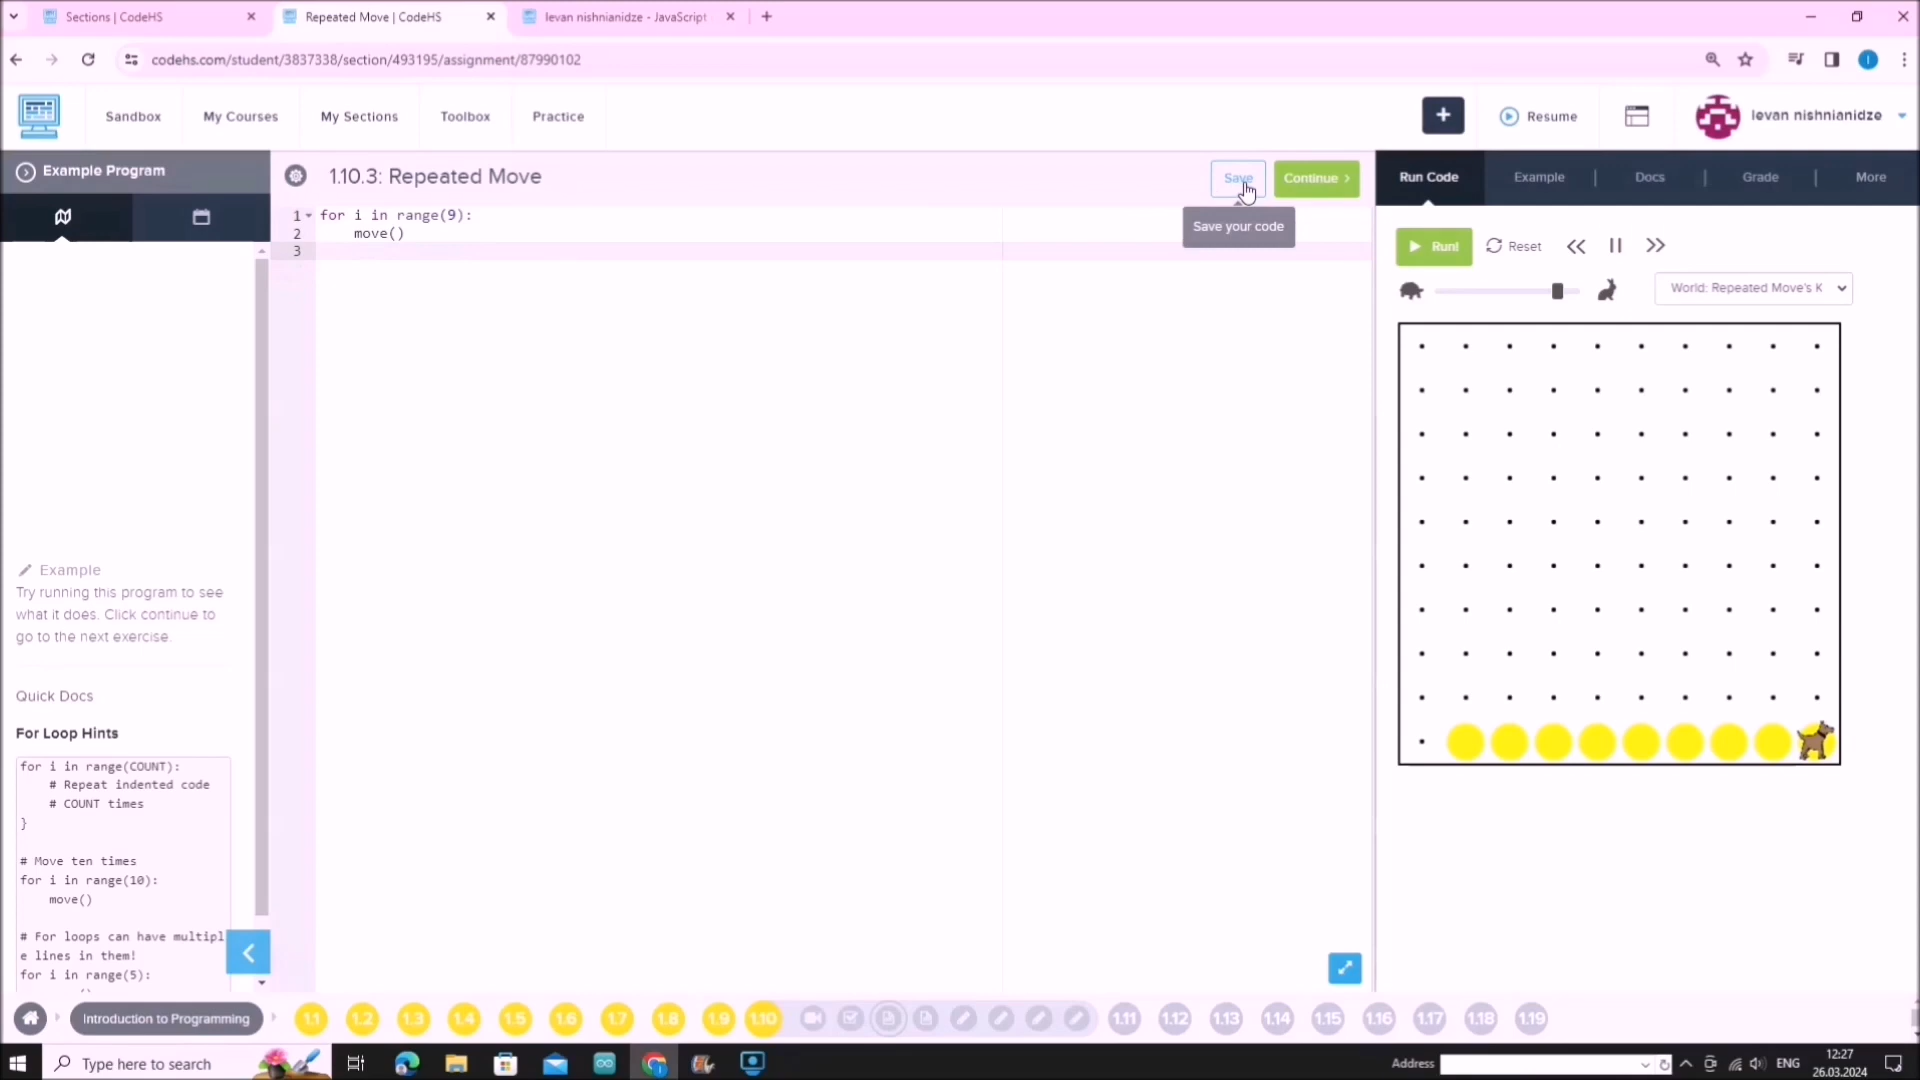 Sections | CodeHS
Repeated Move | CodeHS
levan nishnianidze - JavaScript
codehs.com/student/3837338/section/493195/assignment/87990102
Sandbox
My Courses
My Sections
Toolbox
Practice
+
Resume
levan nishnianidze
Example Program
1.10.3: Repeated Move
Save
Continue
Save your code
Run Code
Example
Docs
Grade
More
1 for i in range(9):
2 move()
3
Run!
Reset
World: Repeated Move's K
Example
Try running this program to see
what it does. Click continue to
go to the next exercise.
Quick Docs
For Loop Hints
for i in range(COUNT):
# Repeat indented code
# COUNT times
}
# Move ten times
for i in range(10):
move()
# For loops can have multipl
e lines in them!
for i in range(5):
Introduction to Programming
1.1 1.2 1.3 1.4 1.5 1.6 1.7 1.8 1.9 1.10 1.11 1.12 1.13 1.14 1.15 1.16 1.17 1.18 1.19
Type here to search
Address
ENG
12:27
26.03.2024